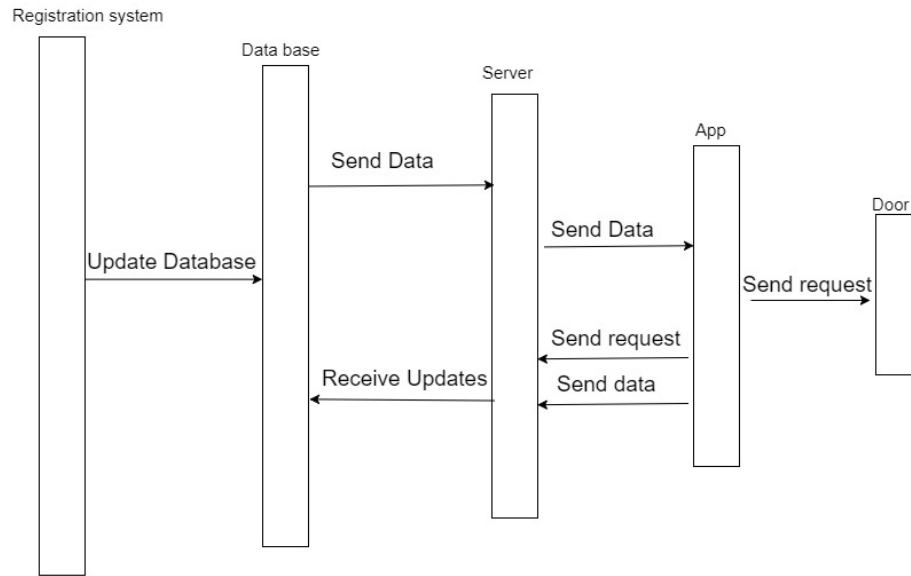 Registration system
Data base
Server
App
Door
Send Data
Send Data
Update Database
Send request
Send request
Receive Updates
Send data